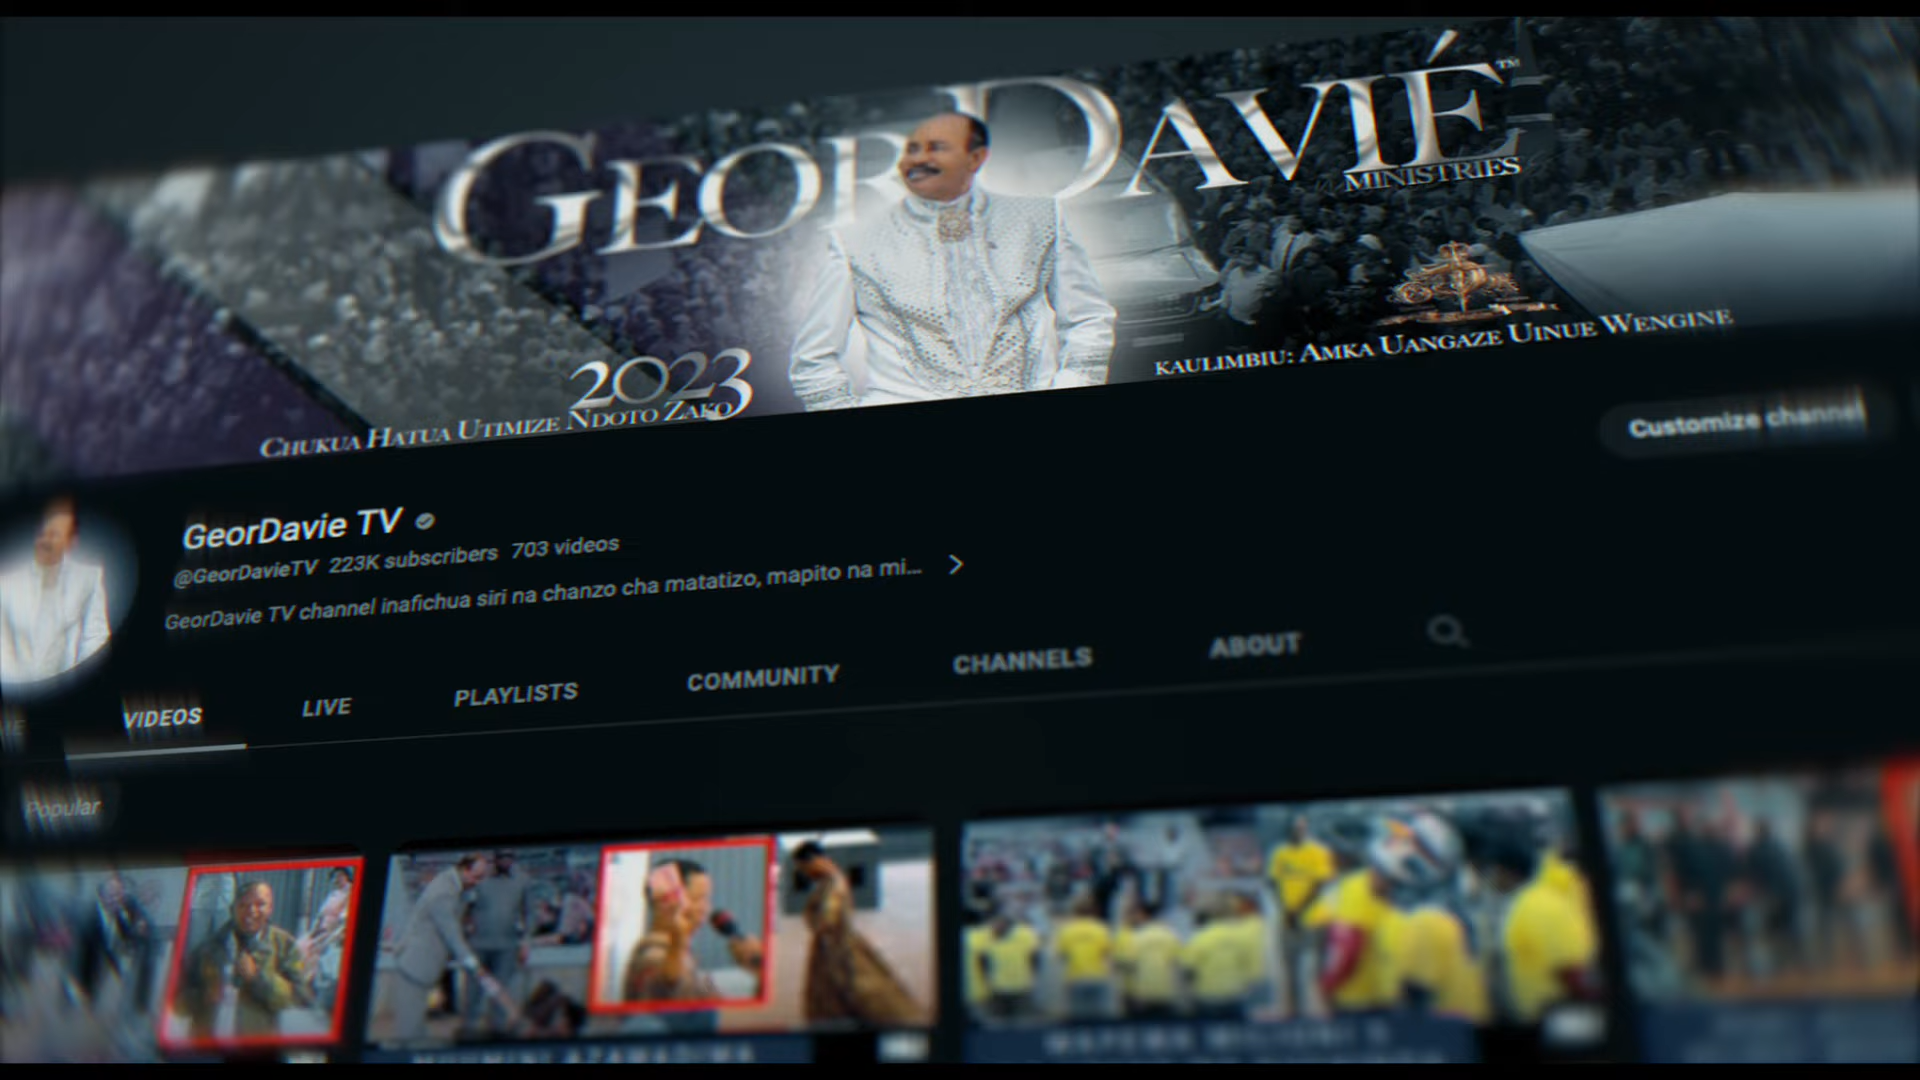 GEORDAVIÉ™
MINISTRIES
2023
CHUKUA HATUA UTIMIZE NDOTO ZAKO
KAULIMBIU: AMKA UANGAZE UINUE WENGINE
Customize channel
GeorDavie TV
@GeorDavieTV 223K subscribers 703 videos
GeorDavie TV channel inafichua siri na chanzo cha matatizo, mapito na mi...
VIDEOS LIVE PLAYLISTS COMMUNITY CHANNELS ABOUT
Popular